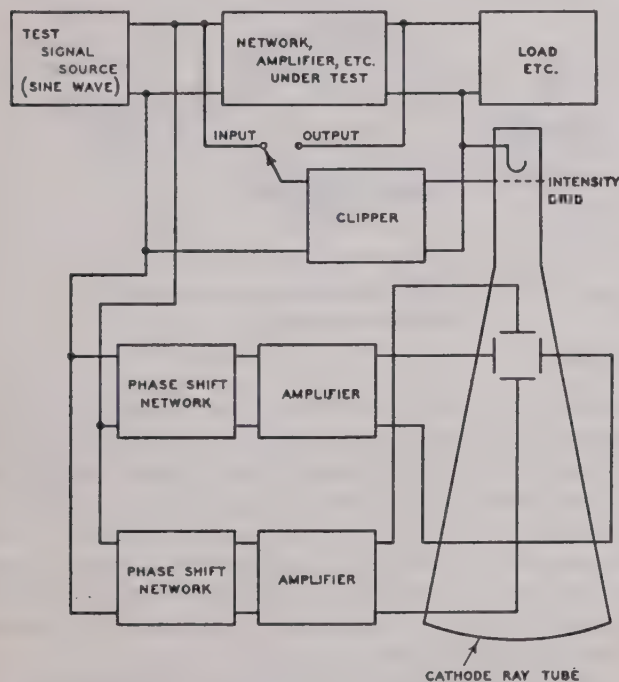 TEST
SIGNAL
SOURCE
(SINE WAVE)
NETWORK,
AMPLIFIER, ETC.
UNDER TEST
LOAD
ETC.
INPUT
OUTPUT
CLIPPER
INTENSITY
GRID
PHASE SHIFT
NETWORK
AMPLIFIER
PHASE SHIFT
NETWORK
AMPLIFIER
CATHODE RAY TUBE